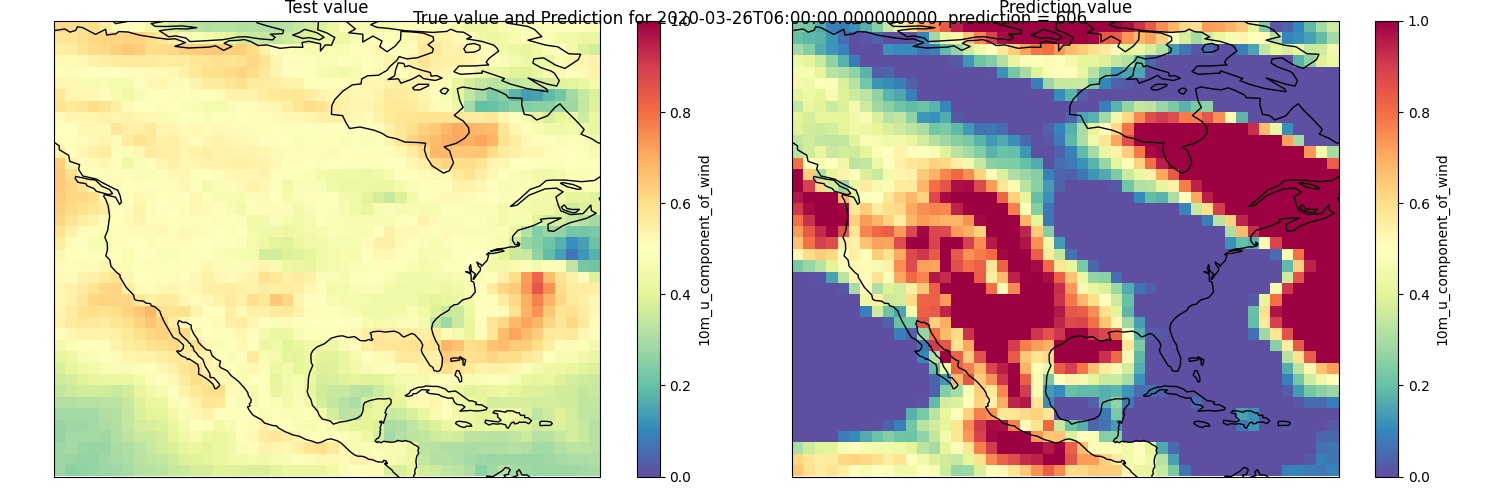 Test value
Prediction value
True value and Prediction for 2020-03-26T06:00:00.000000000, prediction = 606
1.0
0.8
0.6
0.4
0.2
0.0
10m_u_component_of_wind
1.0
0.8
0.6
0.4
0.2
0.0
10m_u_component_of_wind